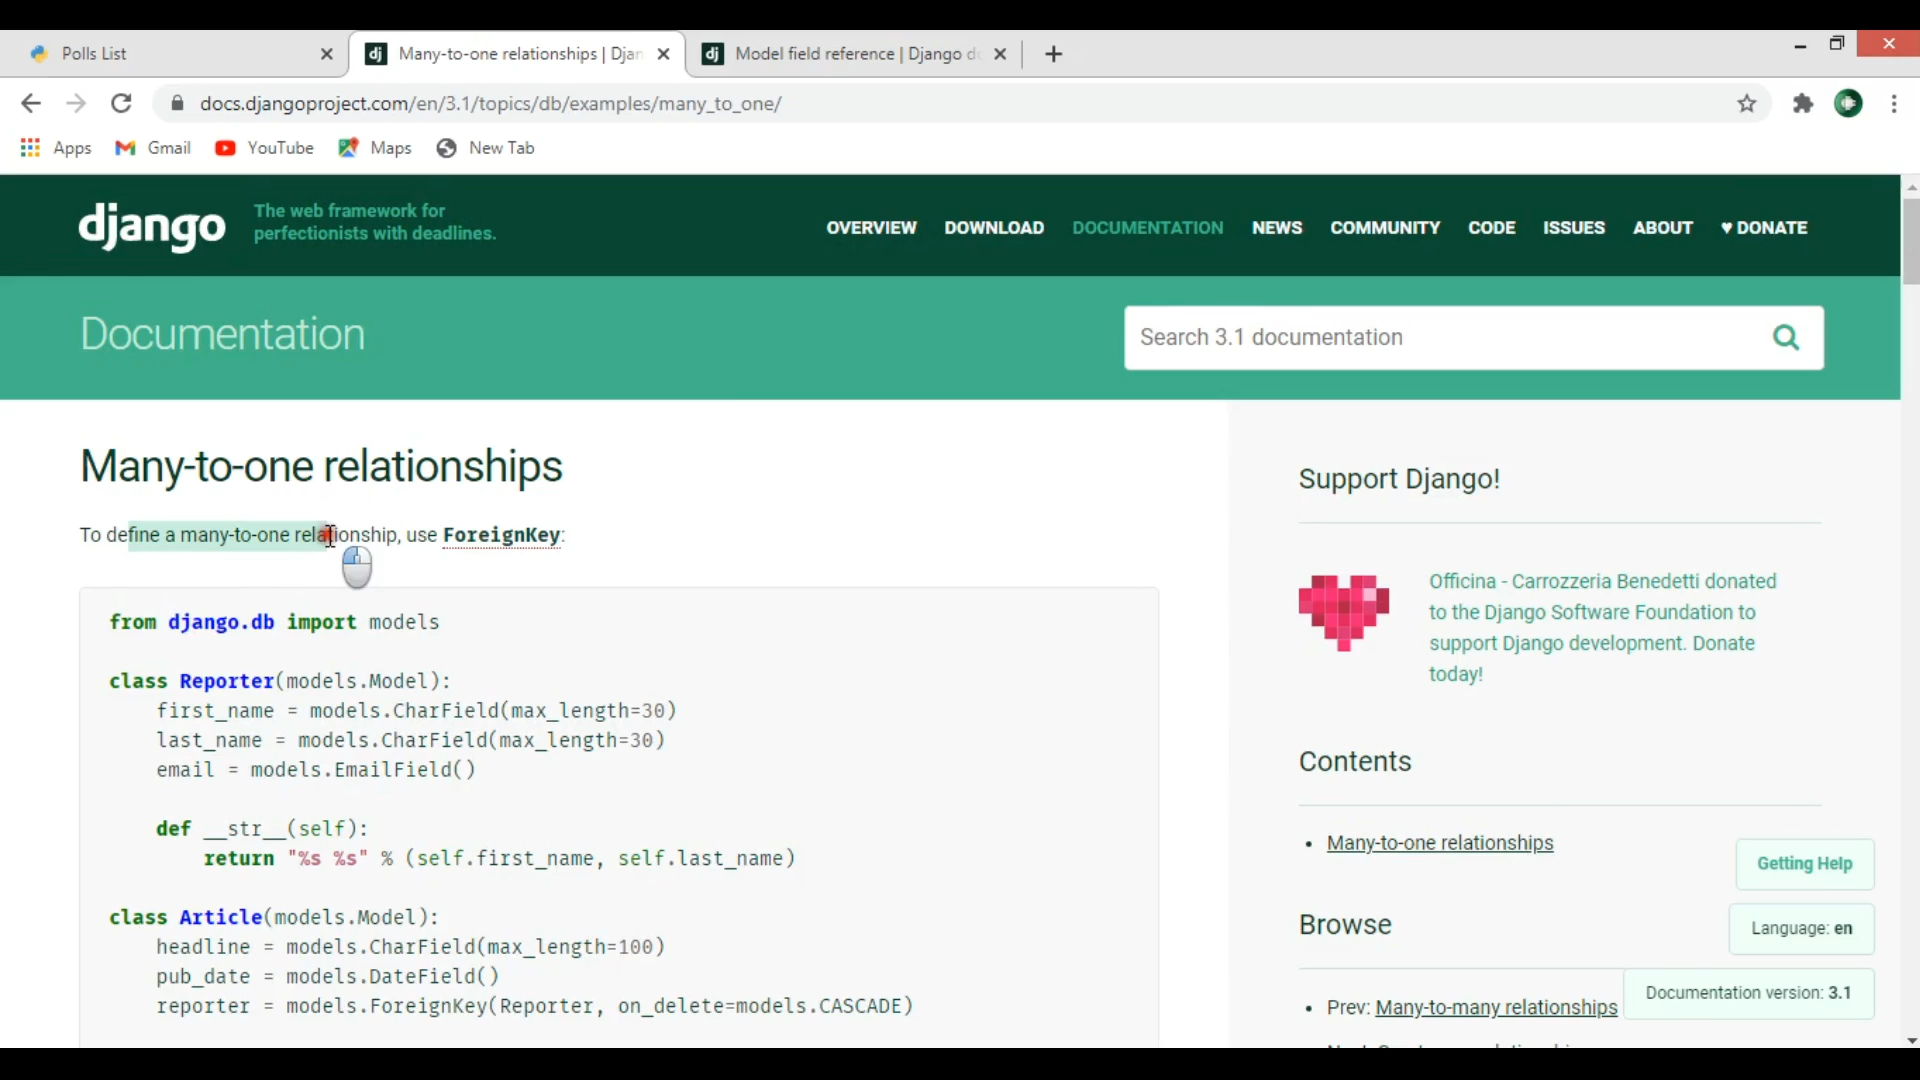 Polls List
Many-to-one relationships | Djan
Model field reference | Django d
docs.djangoproject.com/en/3.1/topics/db/examples/many_to_one/
Apps
Gmail
YouTube
Maps
New Tab
django
The web framework for
perfectionists with deadlines.
OVERVIEW
DOWNLOAD
DOCUMENTATION
NEWS
COMMUNITY
CODE
ISSUES
ABOUT
♥ DONATE
Documentation
Search 3.1 documentation
Many-to-one relationships
To define a many-to-one relationship, use ForeignKey:
from django.db import models
class Reporter(models.Model):
first_name = models.CharField(max_length=30)
last_name = models.CharField(max_length=30)
email = models.EmailField()
def __str__(self):
return "%s %s" % (self.first_name, self.last_name)
class Article(models.Model):
headline = models.CharField(max_length=100)
pub_date = models.DateField()
reporter = models.ForeignKey(Reporter, on_delete=models.CASCADE)
Support Django!
Officina - Carrozzeria Benedetti donated
to the Django Software Foundation to
support Django development. Donate
today!
Contents
• Many-to-one relationships
Getting Help
Browse
Language: en
• Prev: Many-to-many relationships
Documentation version: 3.1